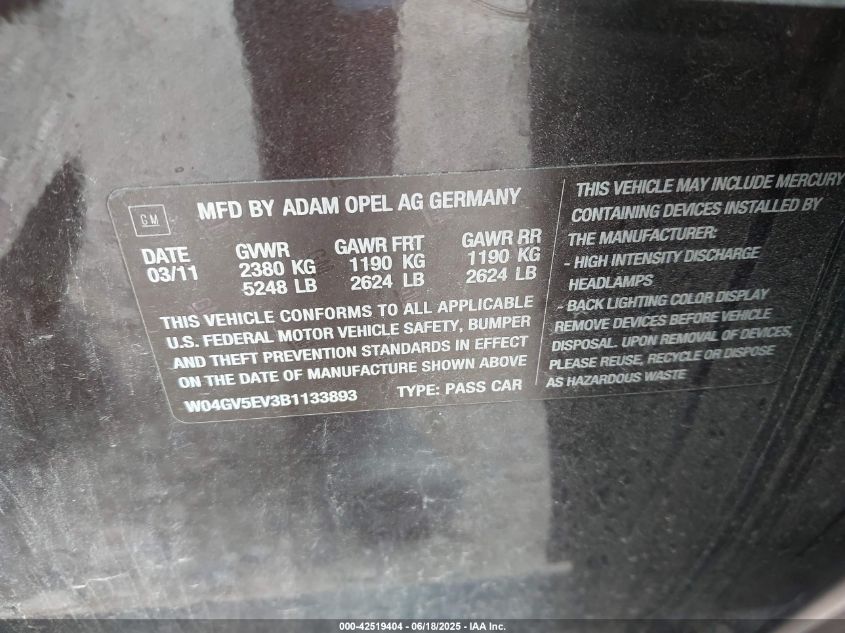 GM
MFD BY ADAM OPEL AG GERMANY
DATE GVWR GAWR FRT GAWR RR
03/11 2380 KG 1190 KG 1190 KG
5248 LB 2624 LB 2624 LB
THIS VEHICLE CONFORMS TO ALL APPLICABLE
U.S. FEDERAL MOTOR VEHICLE SAFETY, BUMPER
AND THEFT PREVENTION STANDARDS IN EFFECT
ON THE DATE OF MANUFACTURE SHOWN ABOVE
W04GV5EV3B1133893 TYPE: PASS CAR
THIS VEHICLE MAY INCLUDE MERCURY
CONTAINING DEVICES INSTALLED BY
THE MANUFACTURER:
- HIGH INTENSITY DISCHARGE
HEADLAMPS
- BACK LIGHTING COLOR DISPLAY
REMOVE DEVICES BEFORE VEHICLE
DISPOSAL. UPON REMOVAL OF DEVICES,
PLEASE REUSE, RECYCLE OR DISPOSE
AS HAZARDOUS WASTE
000-42519404 - 06/18/2025 - IAA Inc.